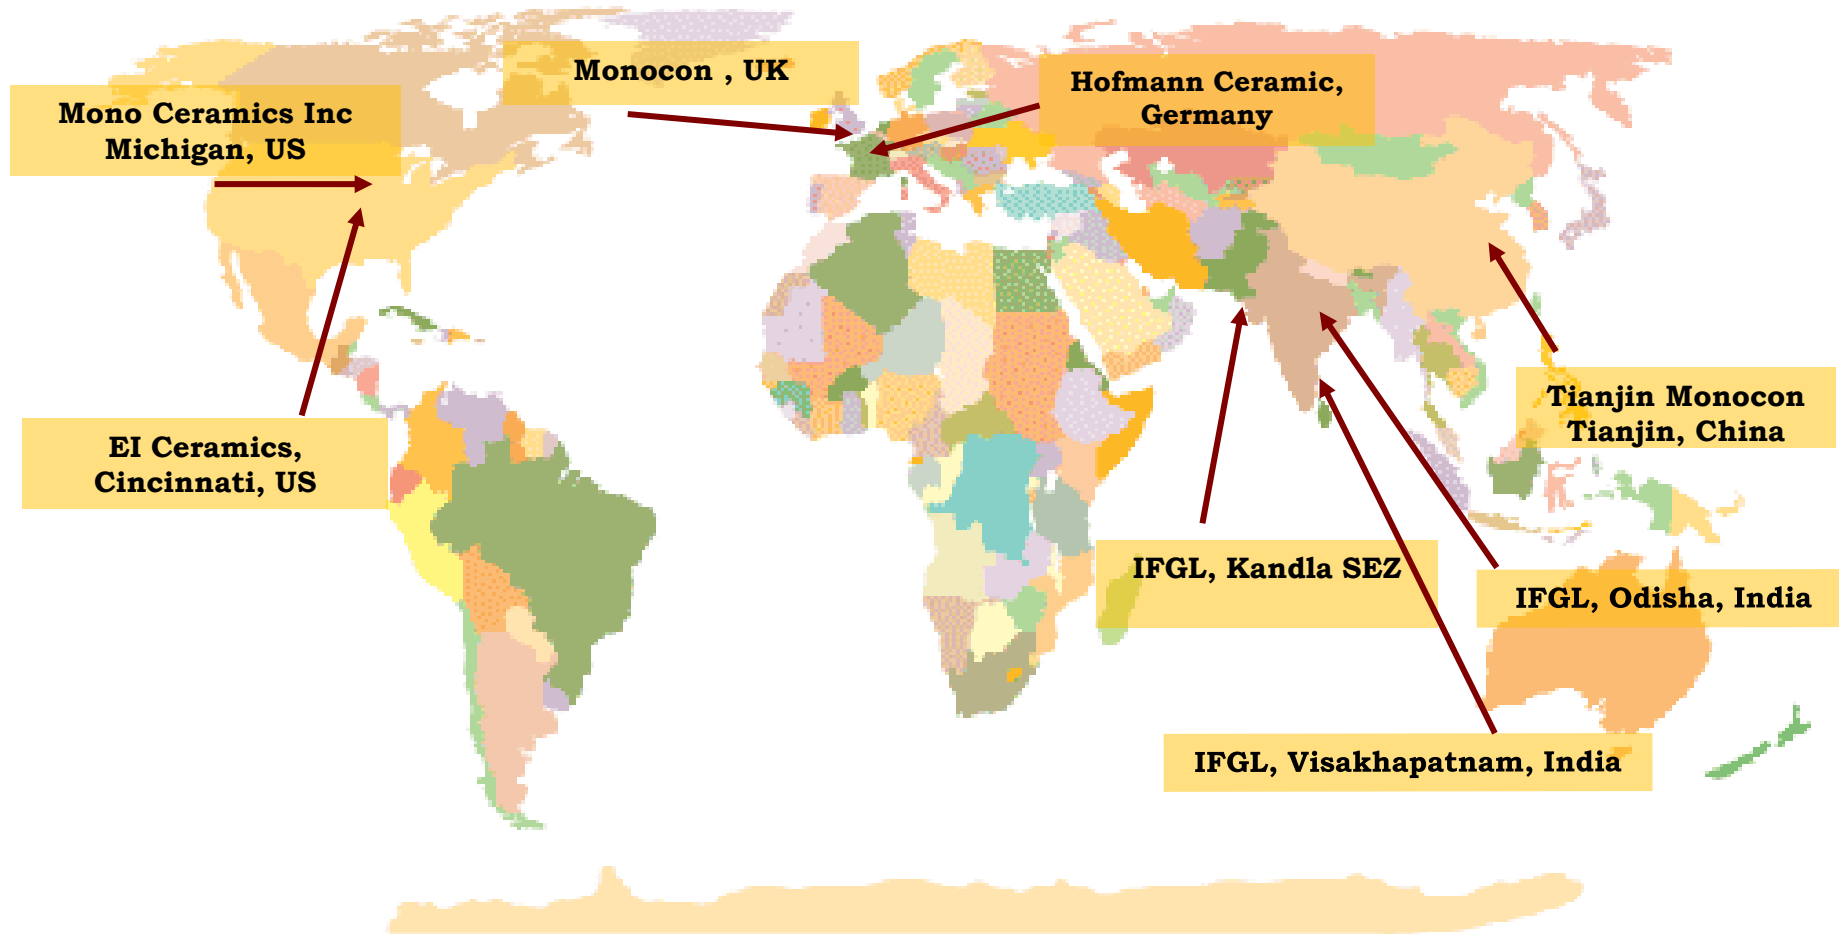 Monocon , UK
Hofmann Ceramic,
Germany
Mono Ceramics Inc
Michigan, US
Tianjin Monocon
Tianjin, China
EI Ceramics,
Cincinnati, US
IFGL, Kandla SEZ
IFGL, Odisha, India
IFGL, Visakhapatnam, India